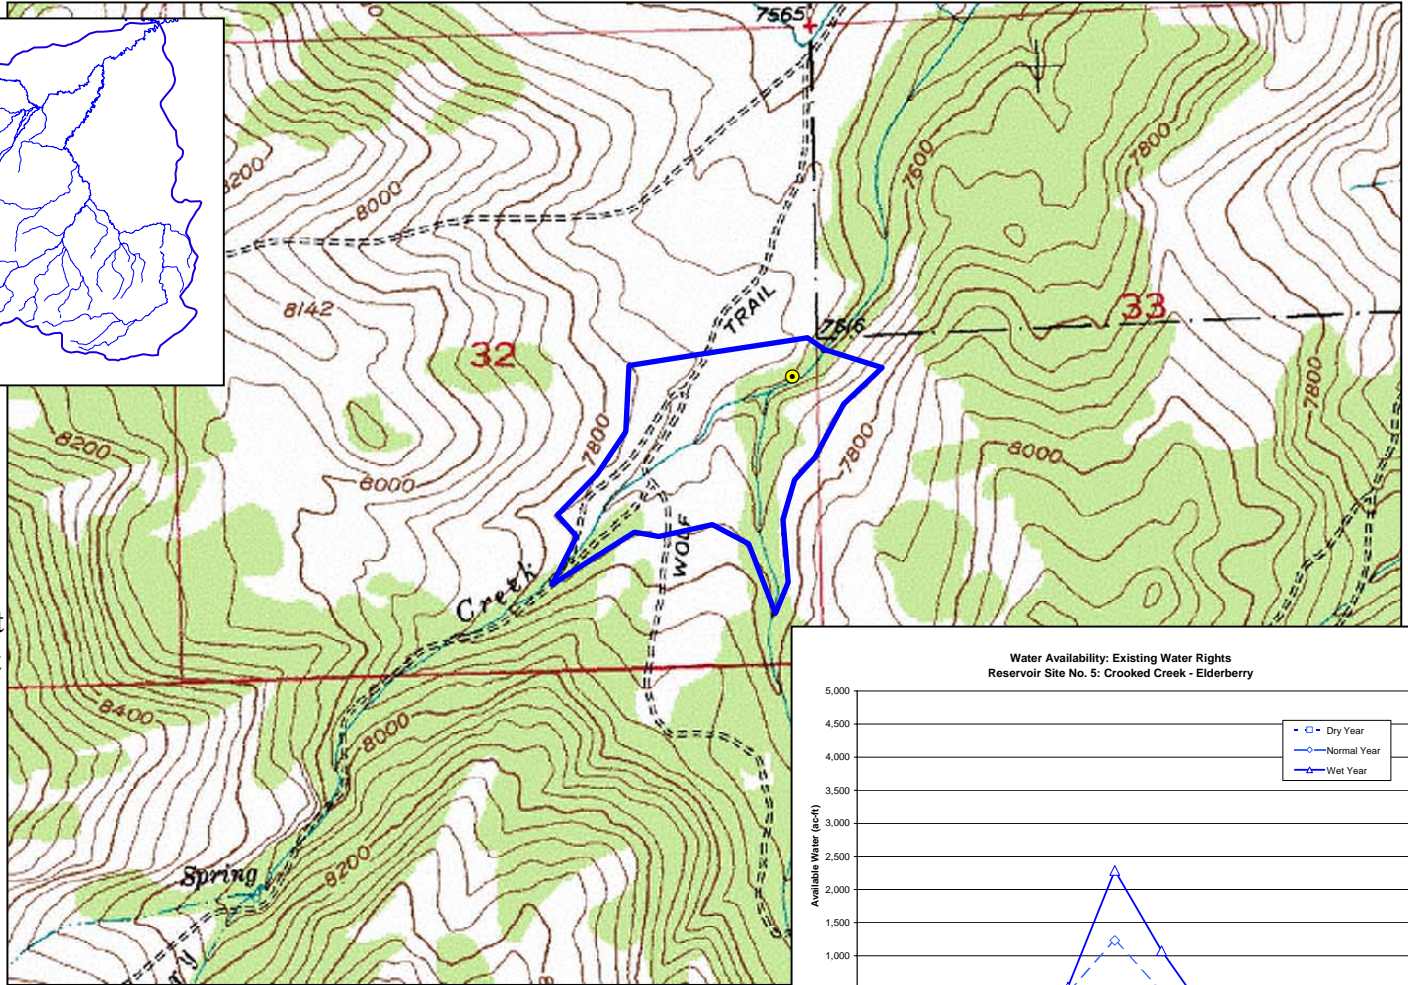 7565
7600
7800
8200
8000
8142
TRAIL
7616
33
32
7800
7800
7800
8200
8000
8000
WOLF
Creek
8400
8000
8200
Spring
Water Availability: Existing Water Rights
Reservoir Site No. 5: Crooked Creek - Elderberry
5,000
4,500
4,000
3,500
3,000
2,500
2,000
1,500
1,000
Available Water (ac-ft)
Dry Year
Normal Year
Wet Year